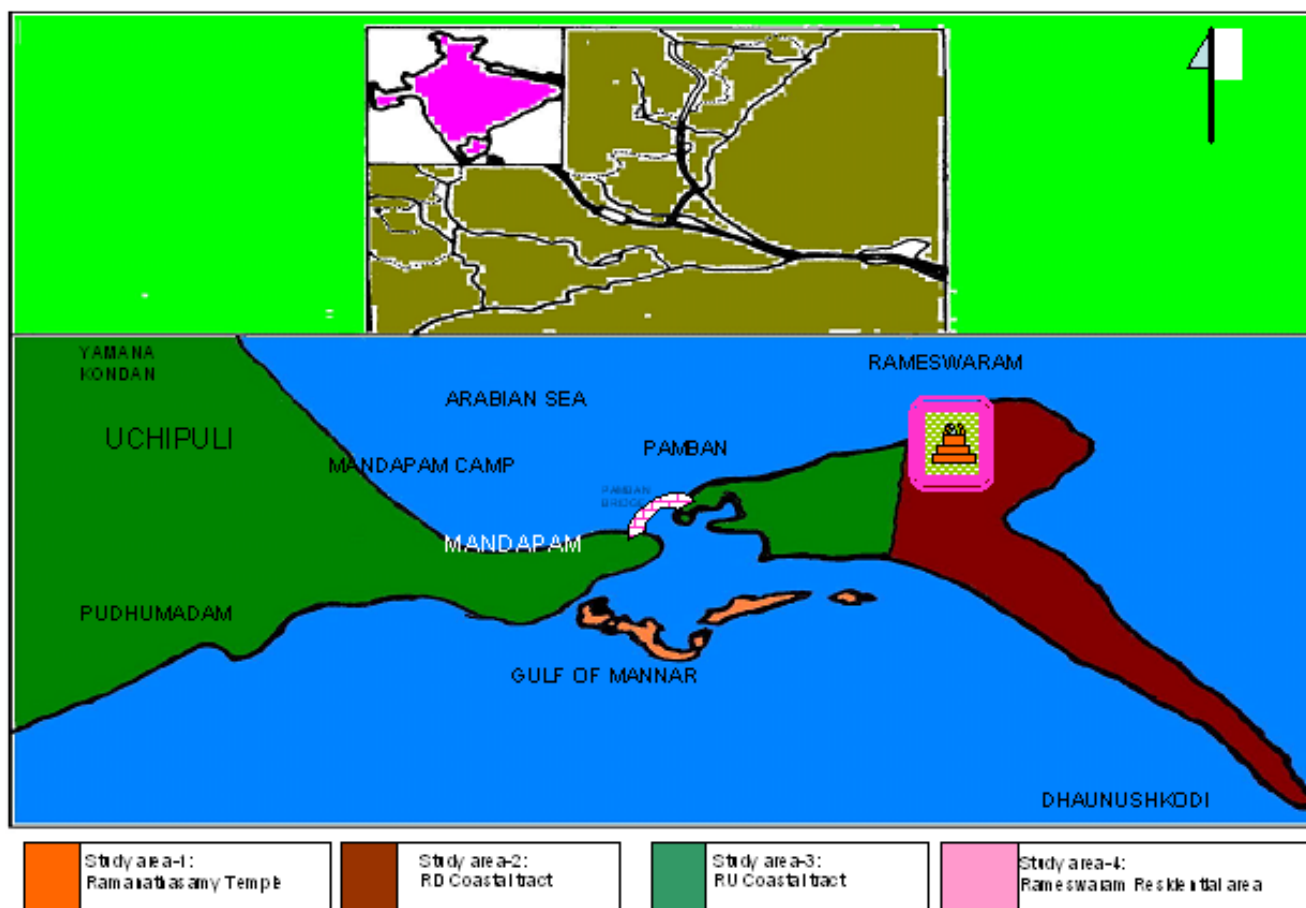 YAMANA
KONDAN
RAMESWARAM
ARABIAN SEA
UCHIPULI
PAMBAN
MANDAPAM CAMP
PAMBAN
BRIDGE
MANDAPAM
PUDHUMADAM
GULF OF MANNAR
DHAUNUSHKODI
Study area-1:
Ramanathasamy Temple
Study area-2:
RD Coastal tract
Study area-3:
RU Coastal tract
Study area-4:
Rameswaram Residential area